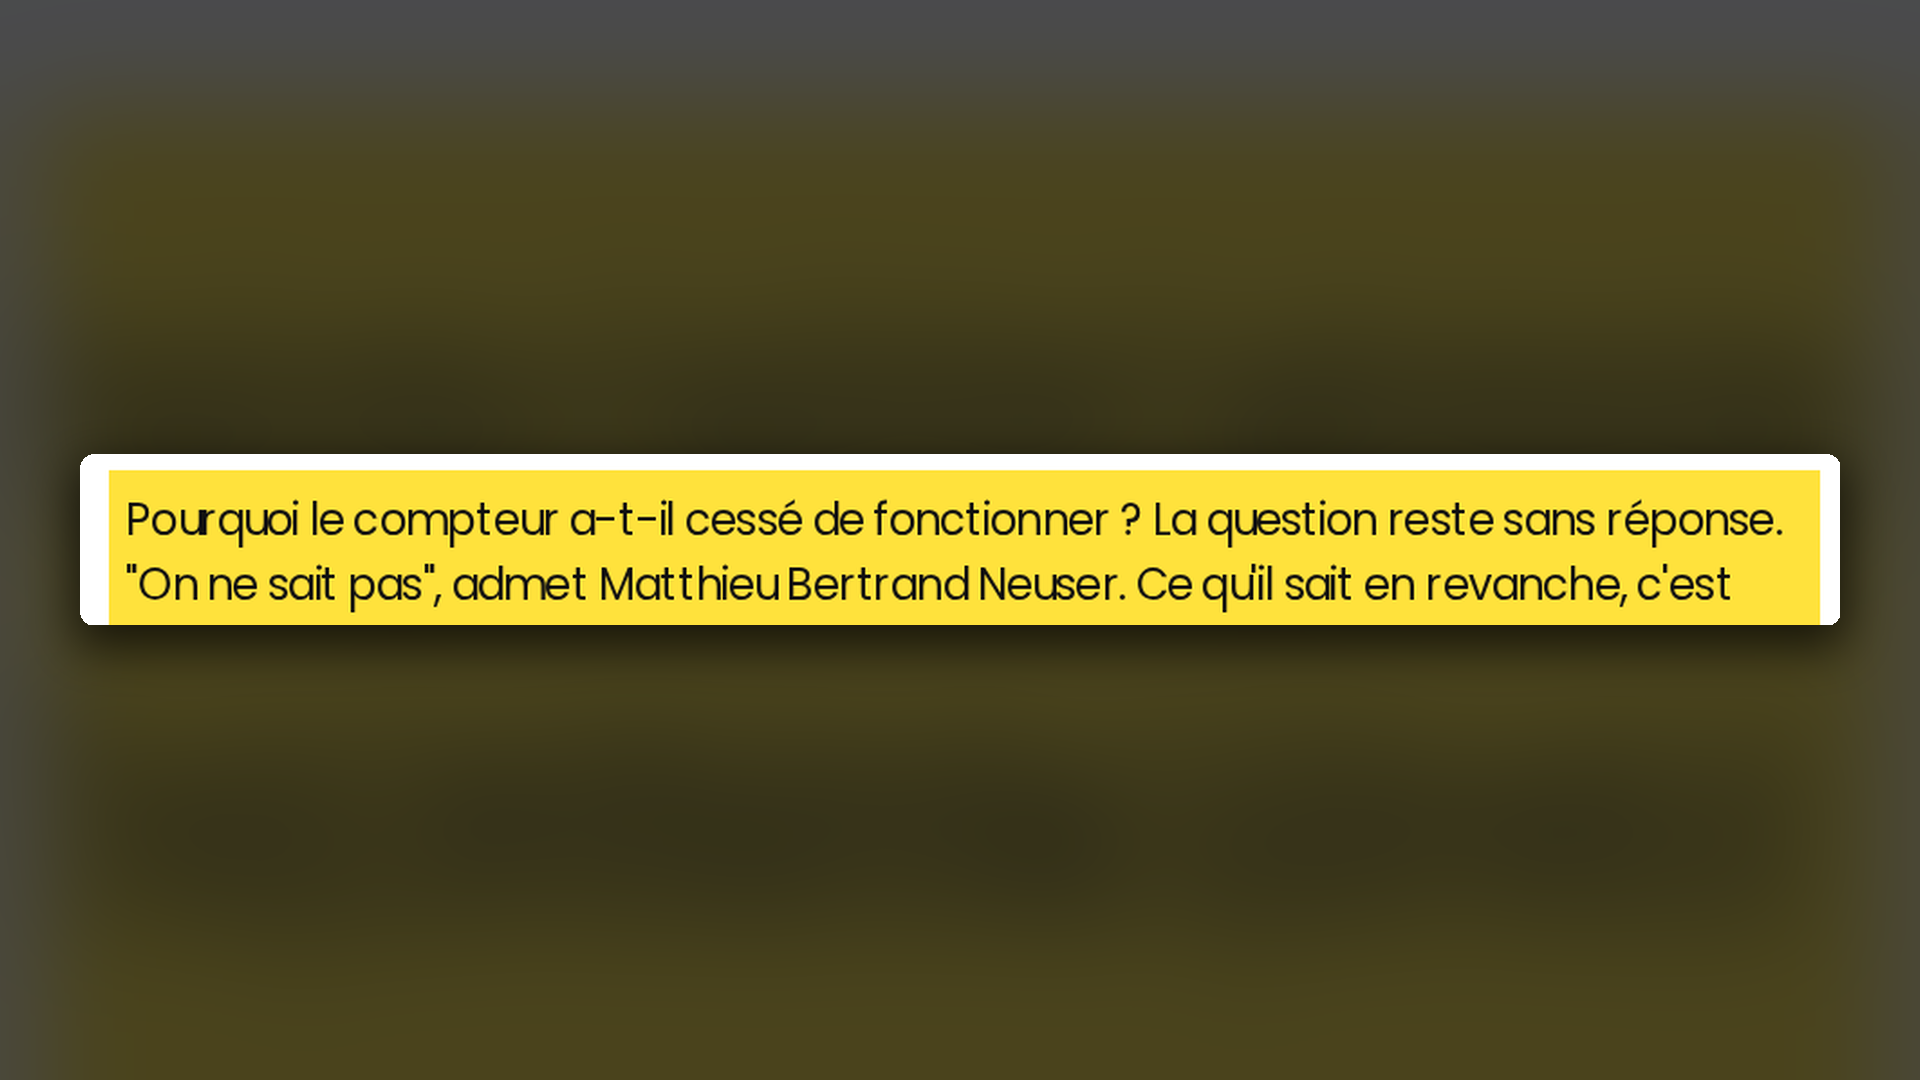 Pourquoi le compteur a-t-il cessé de fonctionner ? La question reste sans réponse.
"On ne sait pas", admet Matthieu Bertrand Neuser. Ce qu'il sait en revanche, c'est